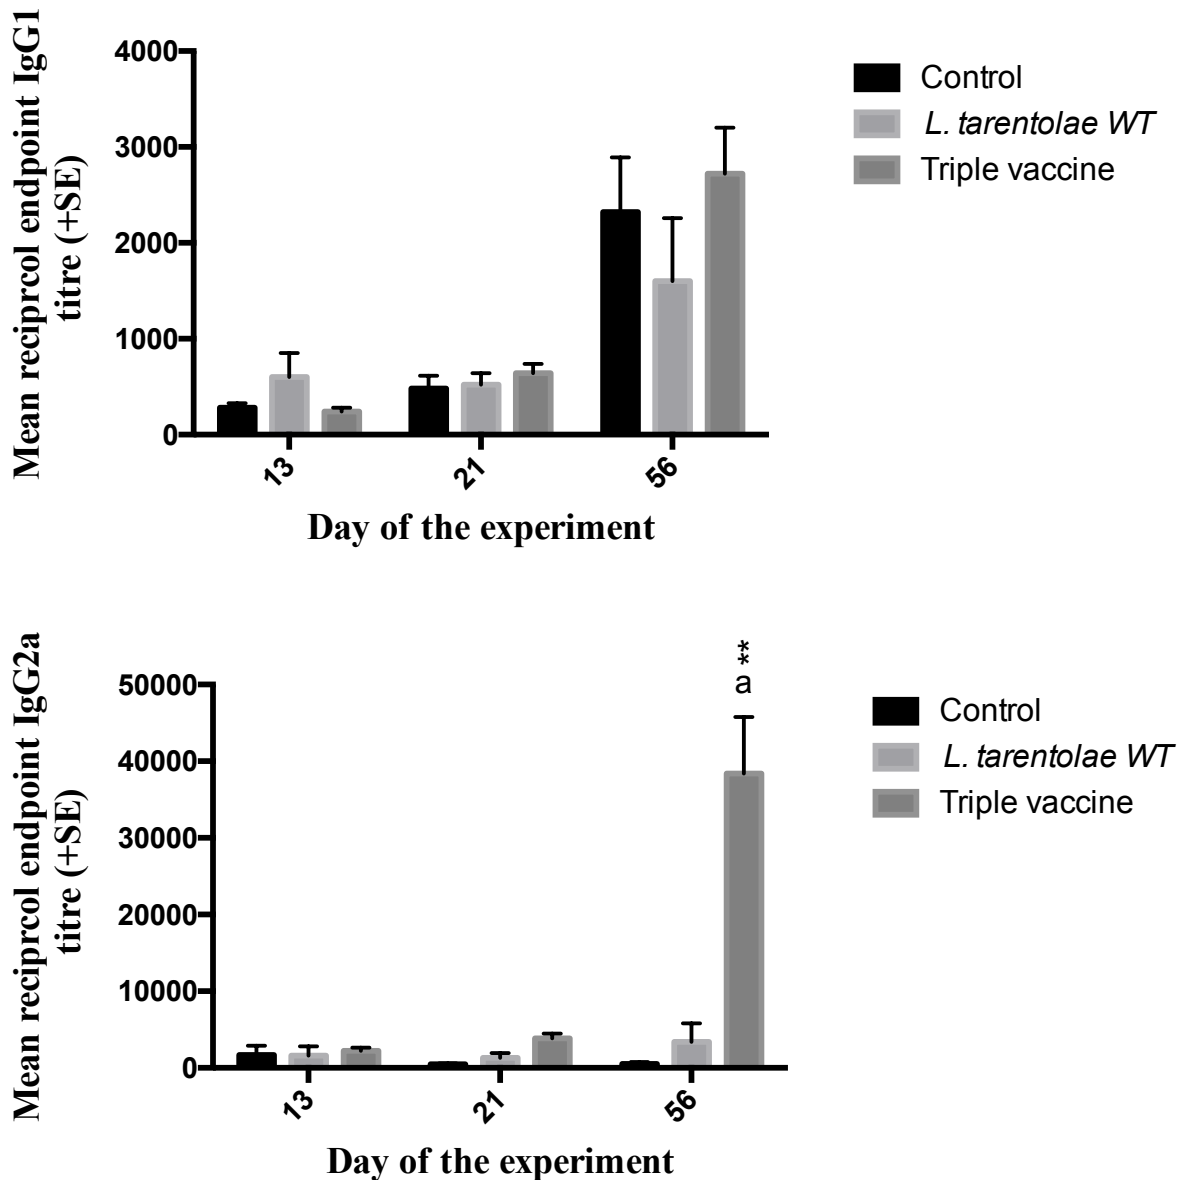 Mean reciprcol endpoint IgG1
titre (+SE)
4000
3000
2000
1000
0
13
21
56
Day of the experiment
Control
L. tarentolae WT
Triple vaccine
Mean reciprcol endpoint IgG2a
titre (+SE)
50000
40000
30000
20000
10000
0
**
a
13
21
56
Day of the experiment
Control
L. tarentolae WT
Triple vaccine